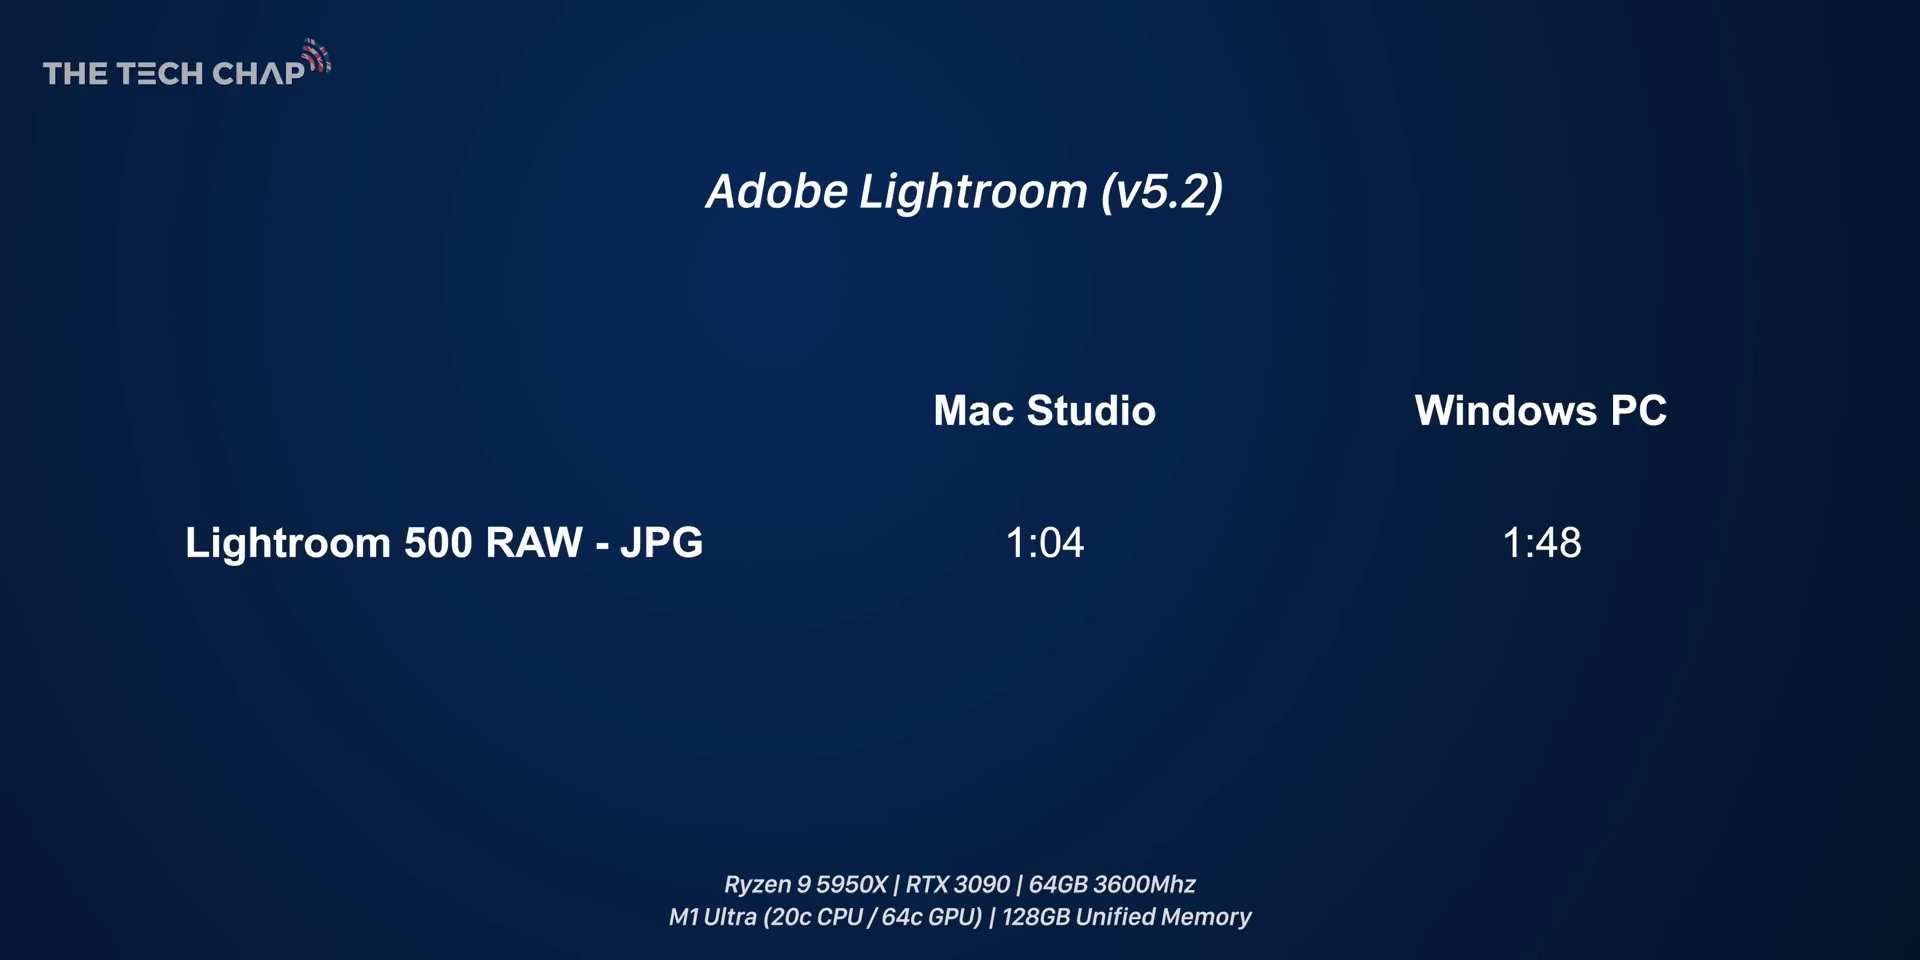 THE TECH CHAP
Adobe Lightroom (v5.2)
Mac Studio Windows PC
Lightroom 500 RAW - JPG 1:04 1:48
Ryzen 9 5950X | RTX 3090 | 64GB 3600Mhz
M1 Ultra (20c CPU / 64c GPU) | 128GB Unified Memory